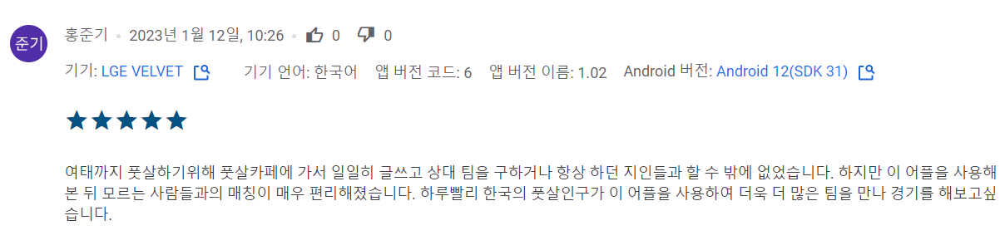 준기
홍준기 • 2023년 1월 12일, 10:26 • 0 0
기기: LGE VELVET 기기 언어: 한국어 앱 버전 코드: 6 앱 버전 이름: 1.02 Android 버전: Android 12(SDK 31)
여태까지 풋살하기위해 풋살카페에 가서 일일히 글쓰고 상대 팀을 구하거나 항상 하던 지인들과 할 수 밖에 없었습니다. 하지만 이 어플을 사용해
본 뒤 모르는 사람들과의 매칭이 매우 편리해졌습니다. 하루빨리 한국의 풋살인구가 이 어플을 사용하여 더욱 더 많은 팀을 만나 경기를 해보고싶
습니다.